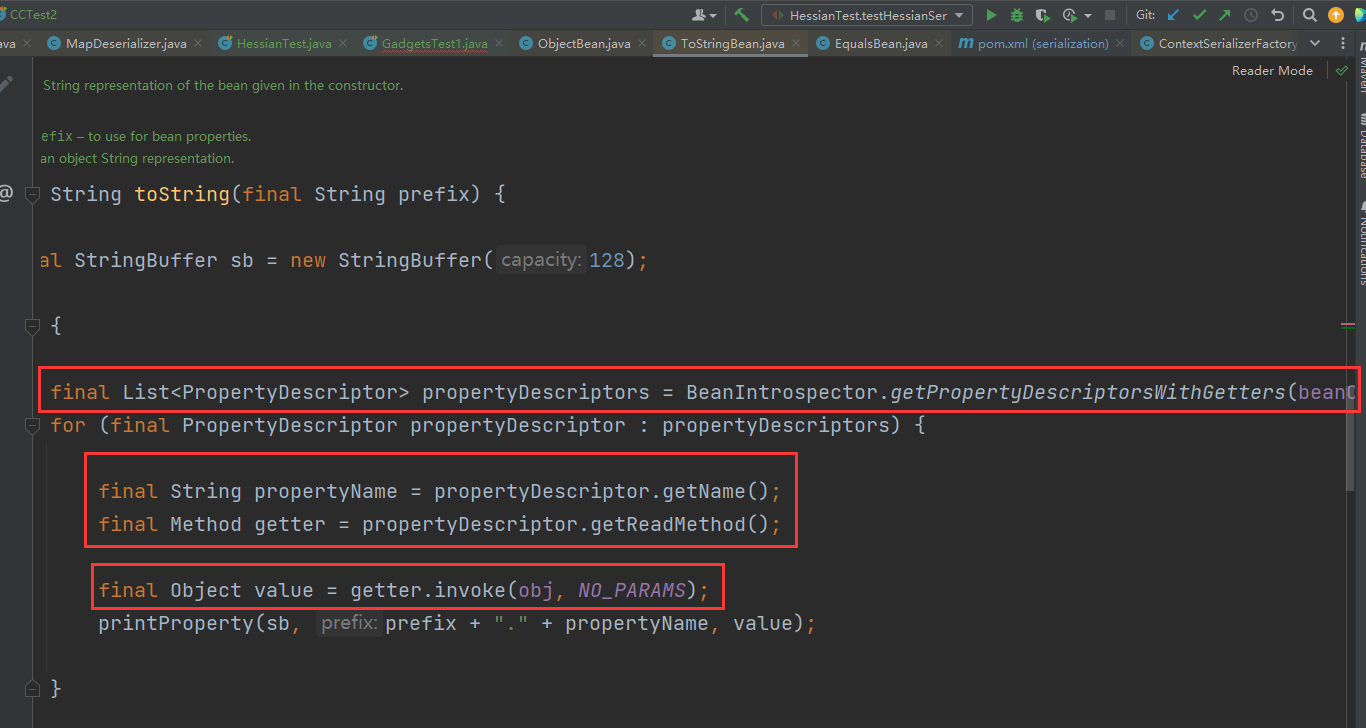 CCTest2
HessianTest.testHessianSer
Git:
ava
MapDeserializer.java
HessianTest.java
GadgetsTest1.java
ObjectBean.java
ToStringBean.java
EqualsBean.java
m pom.xml (serialization)
ContextSerializerFactory
Reader Mode
Maven
Database
Notifications
String representation of the bean given in the constructor.
efix – to use for bean properties.
an object String representation.
@
String toString(final String prefix) {
al StringBuffer sb = new StringBuffer( capacity: 128);
{
final List<PropertyDescriptor> propertyDescriptors = BeanIntrospector.getPropertyDescriptorsWithGetters(beanC
for (final PropertyDescriptor propertyDescriptor : propertyDescriptors) {
final String propertyName = propertyDescriptor.getName();
final Method getter = propertyDescriptor.getReadMethod();
final Object value = getter.invoke(obj, NO_PARAMS);
printProperty(sb, prefix: prefix + "." + propertyName, value);
}